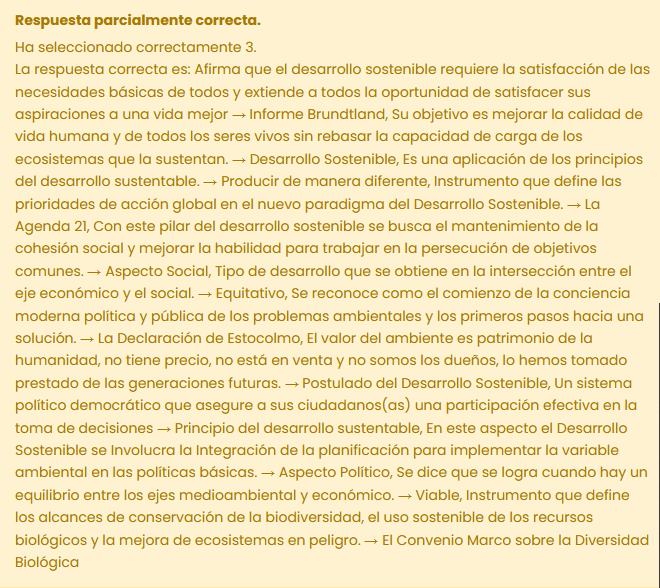 Respuesta parcialmente correcta.
Ha seleccionado correctamente 3.
La respuesta correcta es: Afirma que el desarrollo sostenible requiere la satisfacción de las
necesidades básicas de todos y extiende a todos la oportunidad de satisfacer sus
aspiraciones a una vida mejor → Informe Brundtland, Su objetivo es mejorar la calidad de
vida humana y de todos los seres vivos sin rebasar la capacidad de carga de los
ecosistemas que la sustentan. → Desarrollo Sostenible, Es una aplicación de los principios
del desarrollo sustentable. → Producir de manera diferente, Instrumento que define las
prioridades de acción global en el nuevo paradigma del Desarrollo Sostenible. → La
Agenda 21, Con este pilar del desarrollo sostenible se busca el mantenimiento de la
cohesión social y mejorar la habilidad para trabajar en la persecución de objetivos
comunes. → Aspecto Social, Tipo de desarrollo que se obtiene en la intersección entre el
eje económico y el social. → Equitativo, Se reconoce como el comienzo de la conciencia
moderna política y pública de los problemas ambientales y los primeros pasos hacia una
solución. → La Declaración de Estocolmo, El valor del ambiente es patrimonio de la
humanidad, no tiene precio, no está en venta y no somos los dueños, lo hemos tomado
prestado de las generaciones futuras. → Postulado del Desarrollo Sostenible, Un sistema
político democrático que asegure a sus ciudadanos(as) una participación efectiva en la
toma de decisiones → Principio del desarrollo sustentable, En este aspecto el Desarrollo
Sostenible se Involucra la Integración de la planificación para implementar la variable
ambiental en las políticas básicas. → Aspecto Político, Se dice que se logra cuando hay un
equilibrio entre los ejes medioambiental y económico. → Viable, Instrumento que define
los alcances de conservación de la biodiversidad, el uso sostenible de los recursos
biológicos y la mejora de ecosistemas en peligro. → El Convenio Marco sobre la Diversidad
Biológica